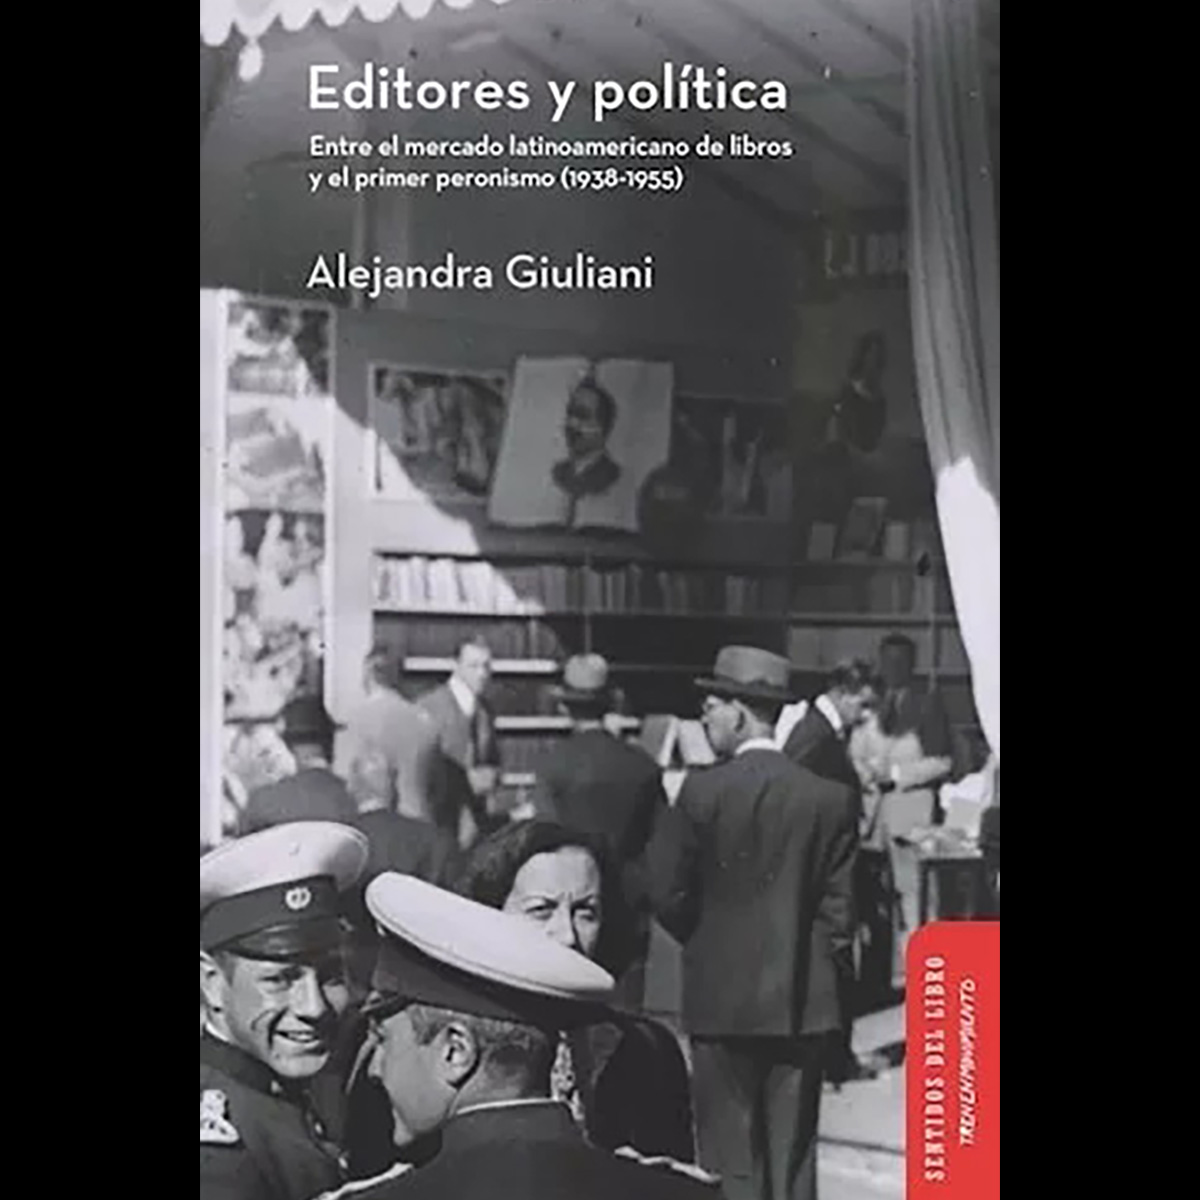 Editores y política
Entre el mercado latinoamericano de libros
y el primer peronismo (1938-1955)
Alejandra Giuliani
SENTIDOS DEL LIBRO
TREN EN MOVIMIENTO